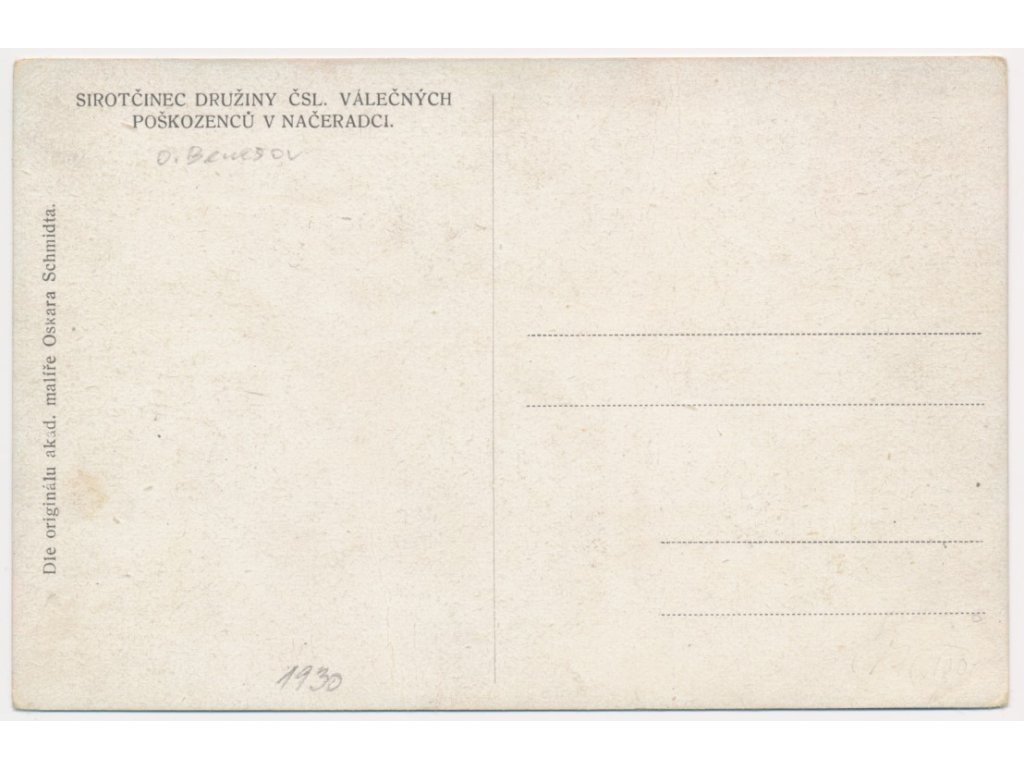 SIROTČINEC DRUŽINY ČSL. VÁLEČNÝCH
POŠKOZENCŮ V NAČERADCI.
O. Benešov
Dle originálu akad. malíře Oskara Schmidta.
1930